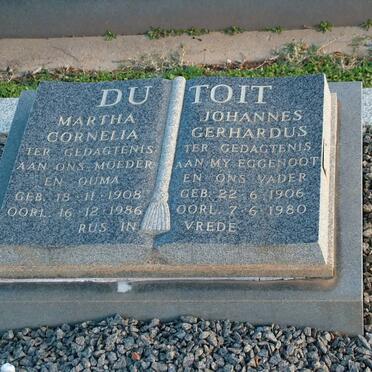 DU TOIT
MARTHA
CORNELIA
TER GEDAGTENIS
AAN ONS MOEDER
EN OUMA
GEB. 18·11·1908
OORL. 16·12·1986
JOHANNES
GERHARDUS
TER GEDAGTENIS
AAN MY EGGENOOT
EN ONS VADER
GEB. 22·6·1906
OORL. 7·6·1980
RUS IN VREDE